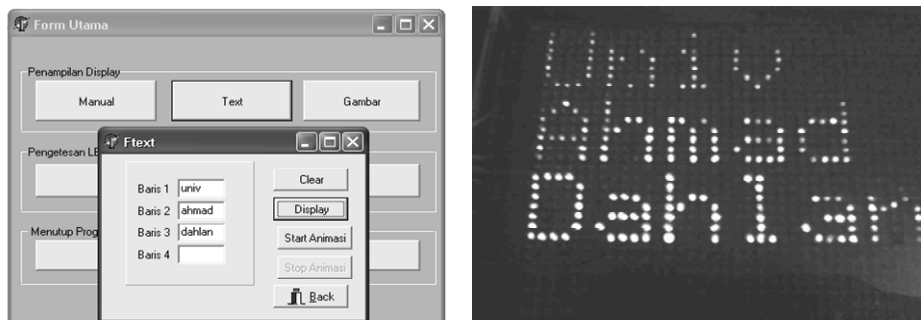 Form Utama
Penampilan Display
Manual
Text
Gambar
Ftext
Pengetesan LE
Menutup Prog
Baris 1 univ
Baris 2 ahmad
Baris 3 dahlan
Baris 4
Clear
Display
Start Animasi
Stop Animasi
Back
Univ
Ahmad
Dahlan